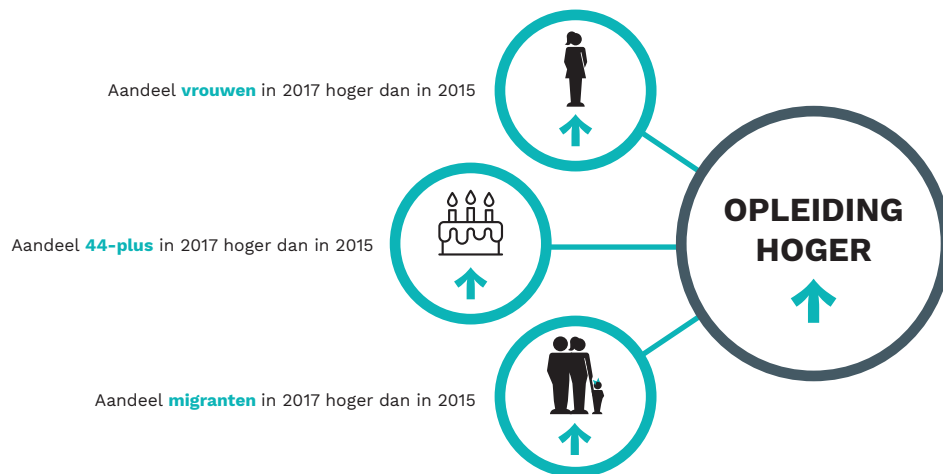 Aandeel vrouwen in 2017 hoger dan in 2015
Aandeel 44-plus in 2017 hoger dan in 2015
Aandeel migranten in 2017 hoger dan in 2015
OPLEIDING
HOGER